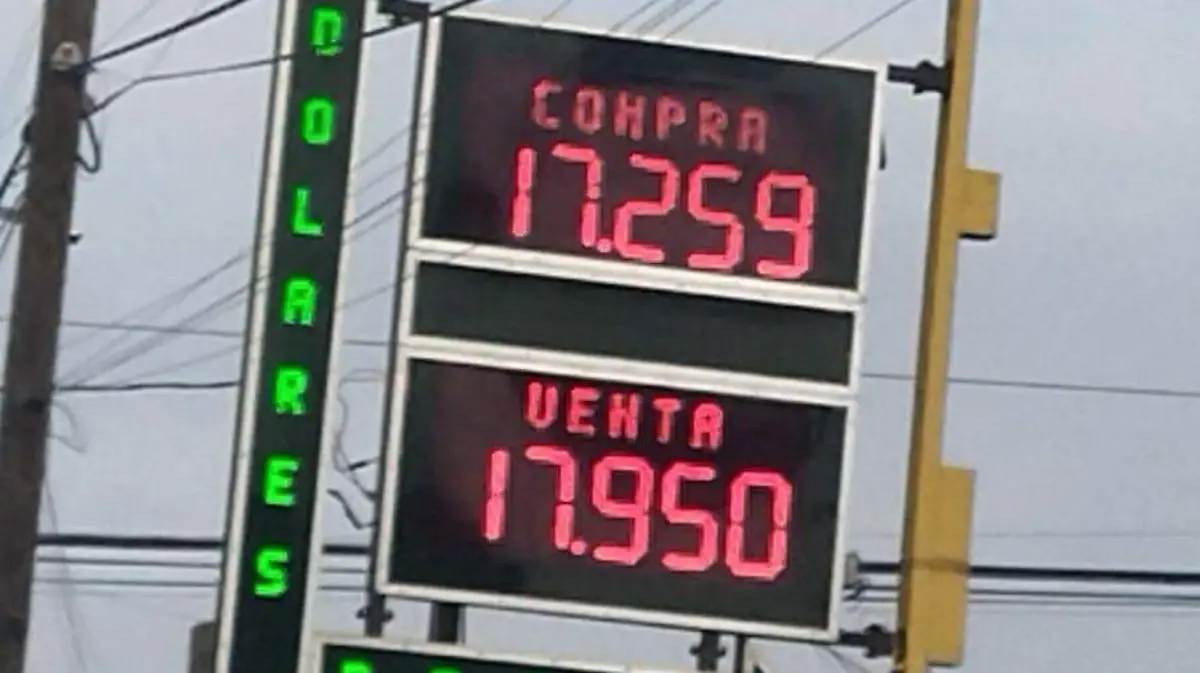 DOLARES
COMPRA
17.259
VENTA
17.950